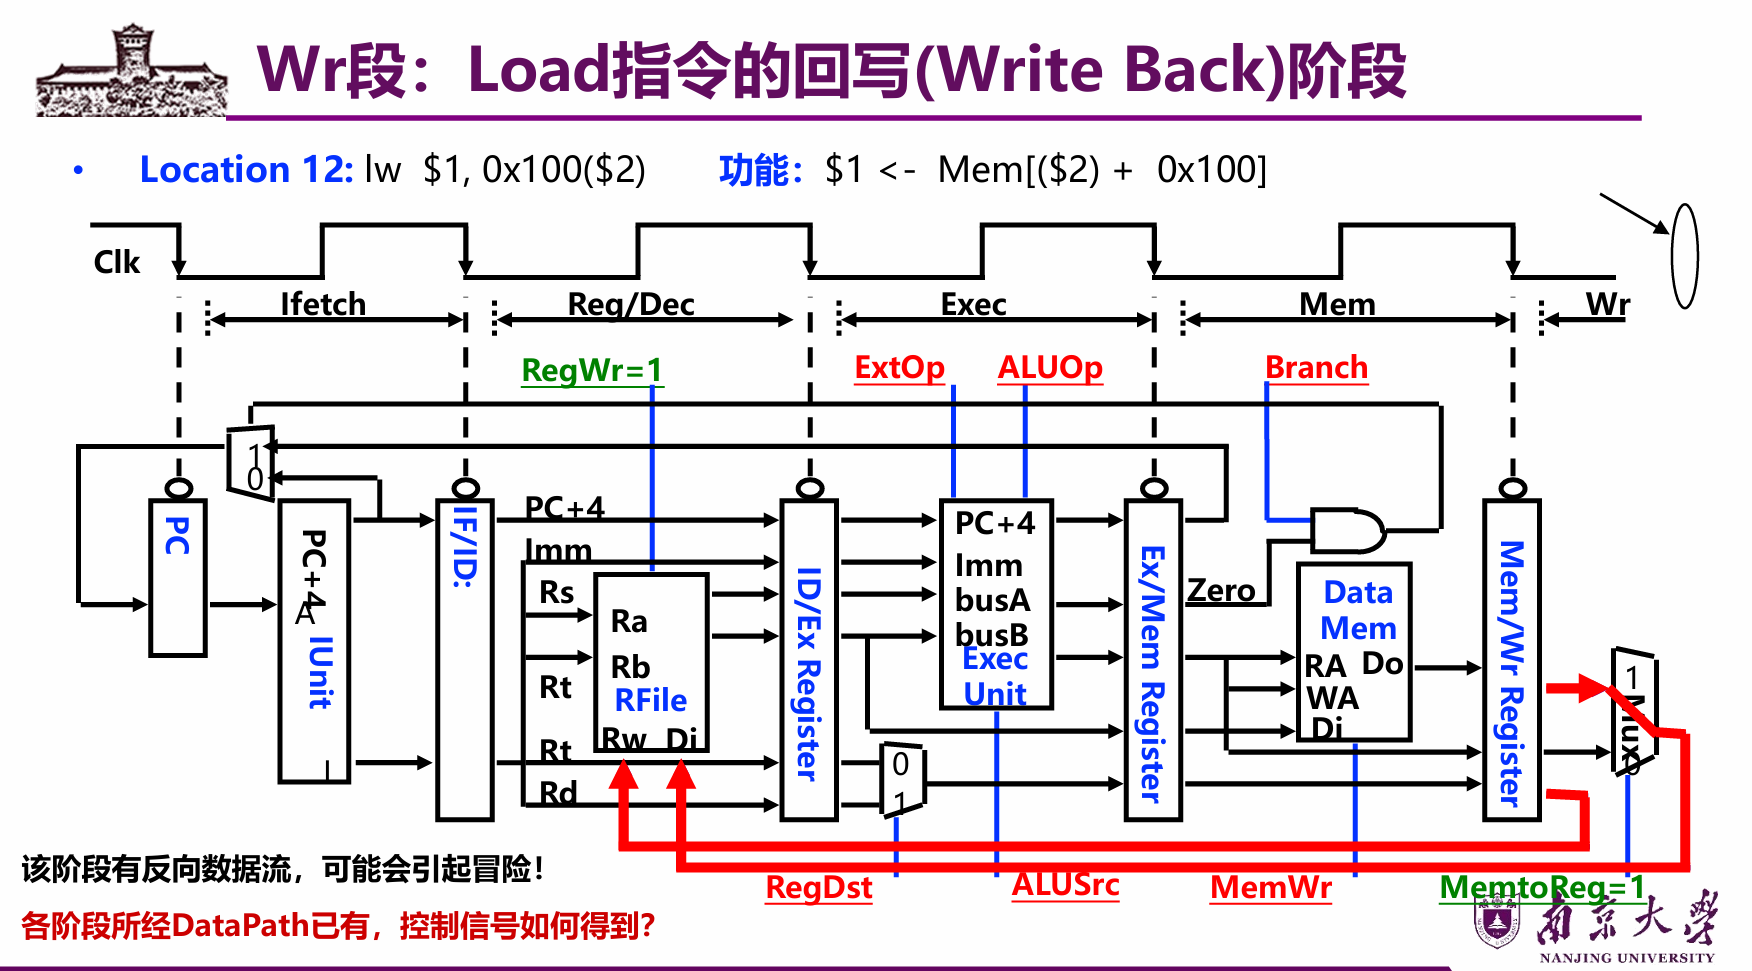 Wr段：Load指令的回写(Write Back)阶段
• Location 12: lw $1, 0x100($2) 功能： $1 <- Mem[($2) + 0x100]
Clk
Ifetch Reg/Dec Exec Mem Wr
RegWr=1 ExtOp ALUOp Branch
1
0
PC
PC+4
A
IUnit
I
IF/ID:
PC+4
Imm
Rs
Rt
Rt
Rd
Ra
Rb
RFile
Rw Di
ID/Ex Register
PC+4
Imm
busA
busB
Exec
Unit
0
1
Ex/Mem Register
Zero
Data
Mem
RA Do
WA
Di
Mem/Wr Register
1
Mux
0
RegDst ALUSrc MemWr MemtoReg=1
该阶段有反向数据流，可能会引起冒险！
各阶段所经DataPath已有，控制信号如何得到？
南京大学
NANJING UNIVERSITY